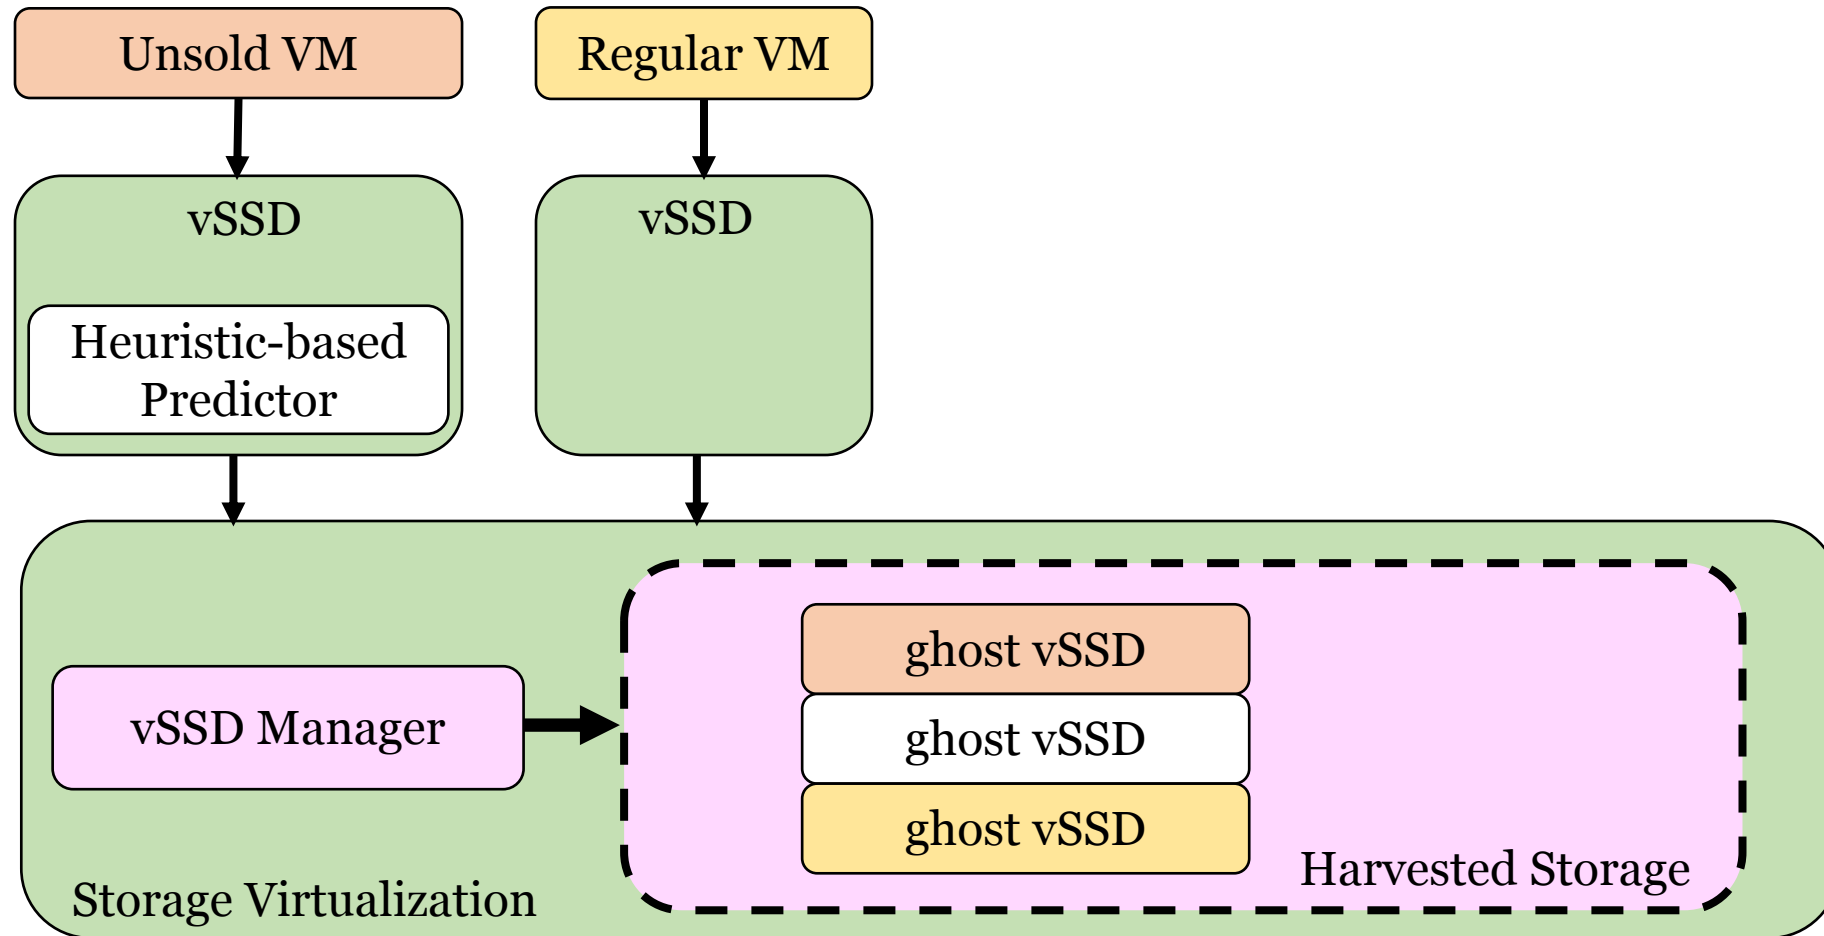 Unsold VM
Regular VM
vSSD
vSSD
Heuristic-based
Predictor
ghost vSSD
vSSD Manager
ghost vSSD
ghost vSSD
Harvested Storage
Storage Virtualization